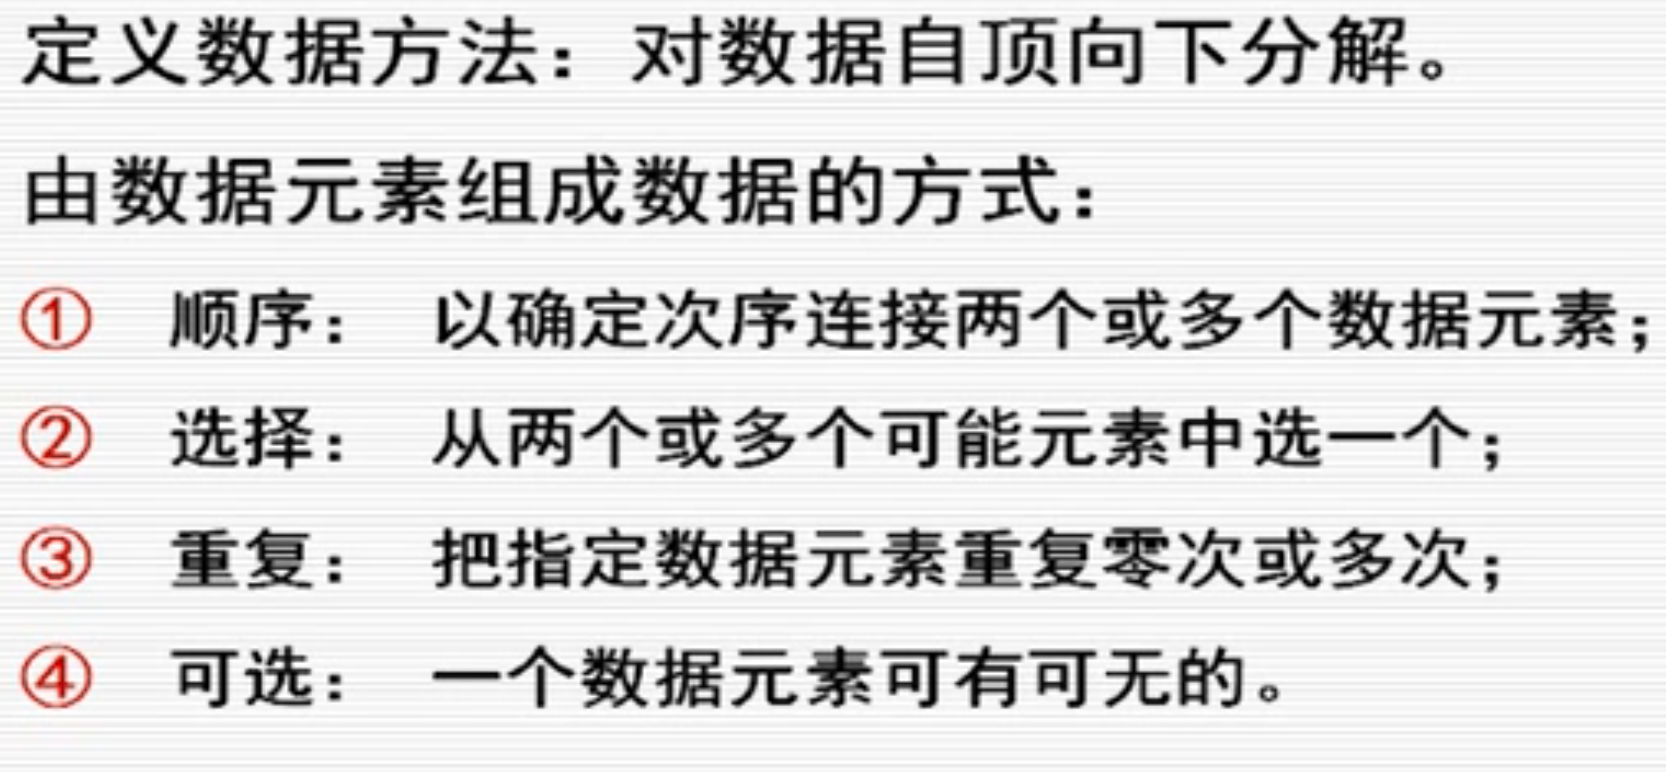 定义数据方法：对数据自顶向下分解。
由数据元素组成数据的方式：
① 顺序： 以确定次序连接两个或多个数据元素；
② 选择： 从两个或多个可能元素中选一个；
③ 重复： 把指定数据元素重复零次或多次；
④ 可选： 一个数据元素可有可无的。